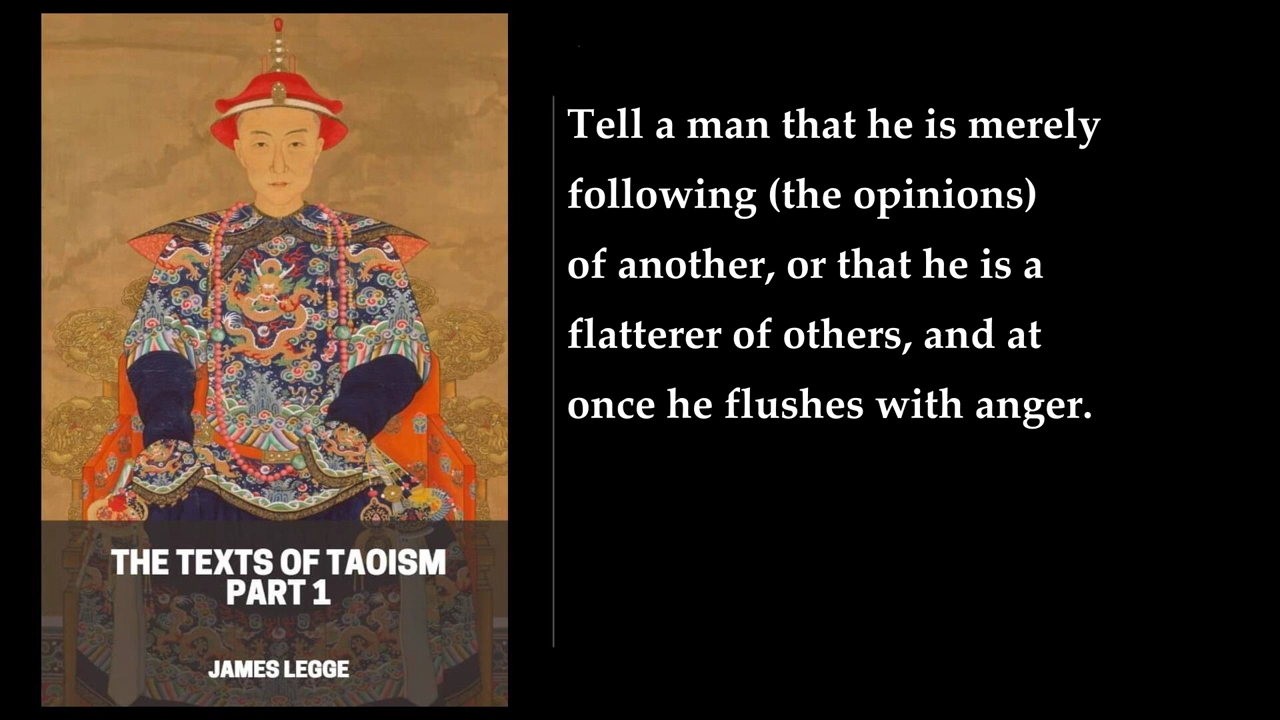 THE TEXTS OF TAOISM
PART 1
JAMES LEGGE
Tell a man that he is merely
following (the opinions)
of another, or that he is a
flatterer of others, and at
once he flushes with anger.